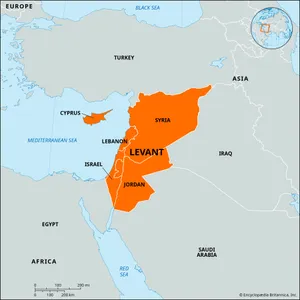 EUROPE
BLACK SEA
TURKEY
ASIA
CYPRUS
SYRIA
MEDITERRANEAN SEA
LEBANON
LEVANT
IRAQ
ISRAEL
JORDAN
EGYPT
SAUDI
ARABIA
AFRICA
RED
SEA
0 100 200 mi
0 100 200 km
© Encyclopædia Britannica, Inc.